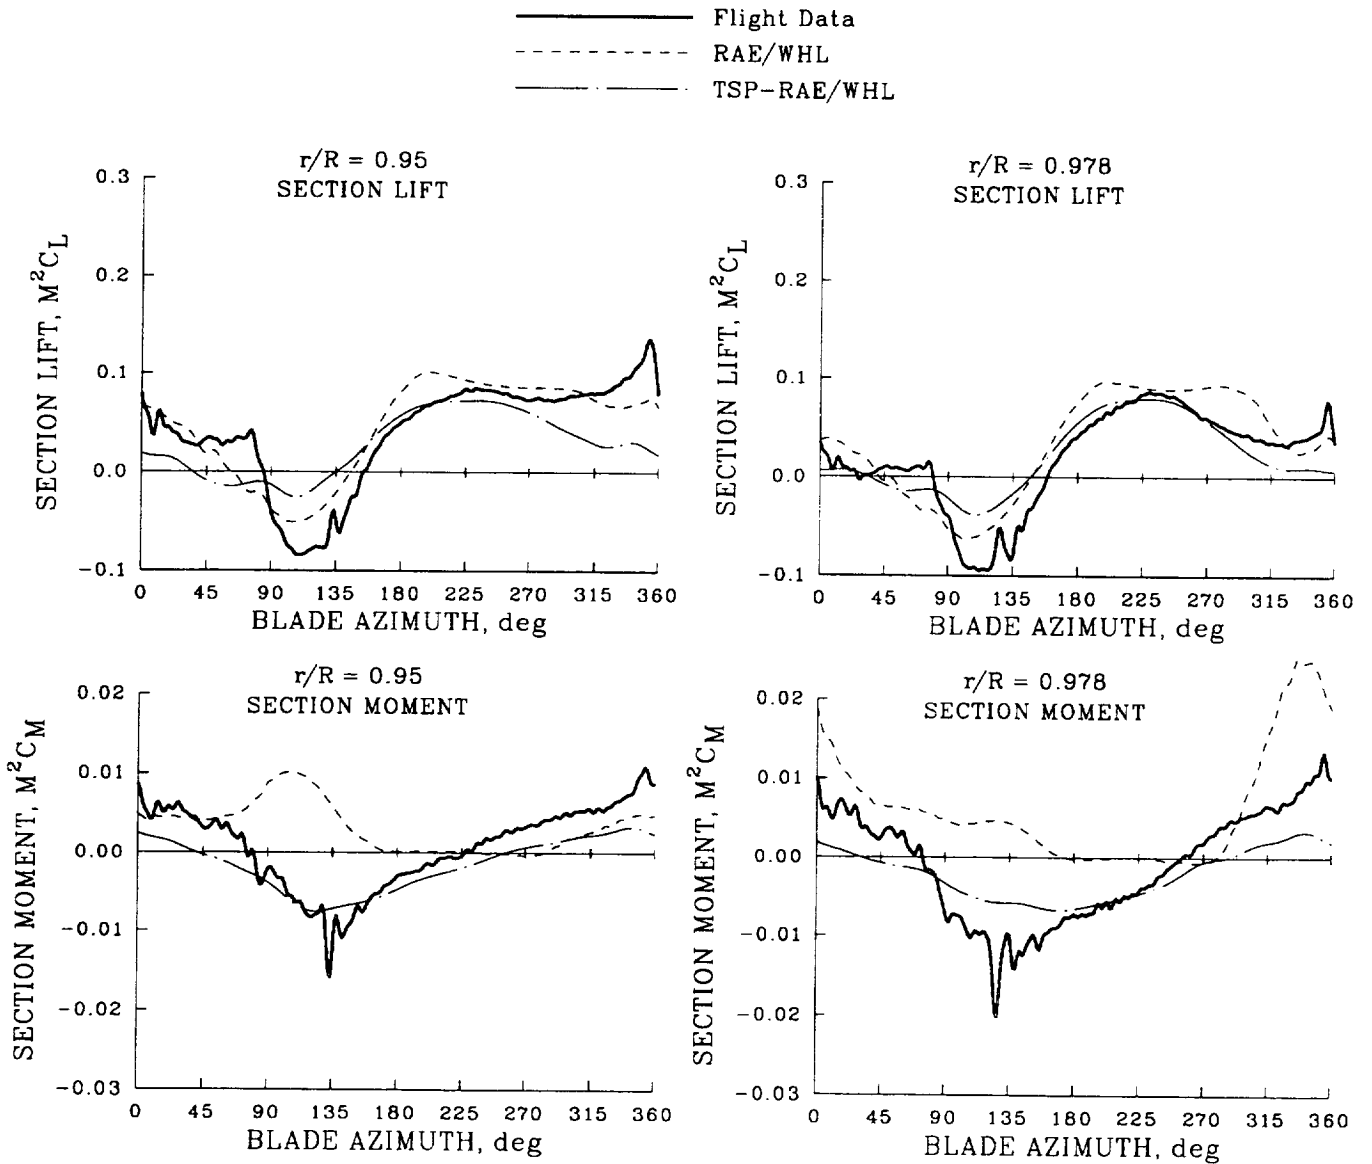 Flight Data
RAE/WHL
TSP-RAE/WHL
r/R = 0.95
SECTION LIFT
0.3
0.2
0.1
0.0
-0.1
SECTION LIFT, M²C_L
0 45 90 135 180 225 270 315 360
BLADE AZIMUTH, deg
r/R = 0.978
SECTION LIFT
0.3
0.2
0.1
0.0
-0.1
SECTION LIFT, M²C_L
0 45 90 135 180 225 270 315 360
BLADE AZIMUTH, deg
r/R = 0.95
SECTION MOMENT
0.02
0.01
0.00
-0.01
-0.02
-0.03
SECTION MOMENT, M²C_M
0 45 90 135 180 225 270 315 360
BLADE AZIMUTH, deg
r/R = 0.978
SECTION MOMENT
0.02
0.01
0.00
-0.01
-0.02
-0.03
SECTION MOMENT, M²C_M
0 45 90 135 180 225 270 315 360
BLADE AZIMUTH, deg